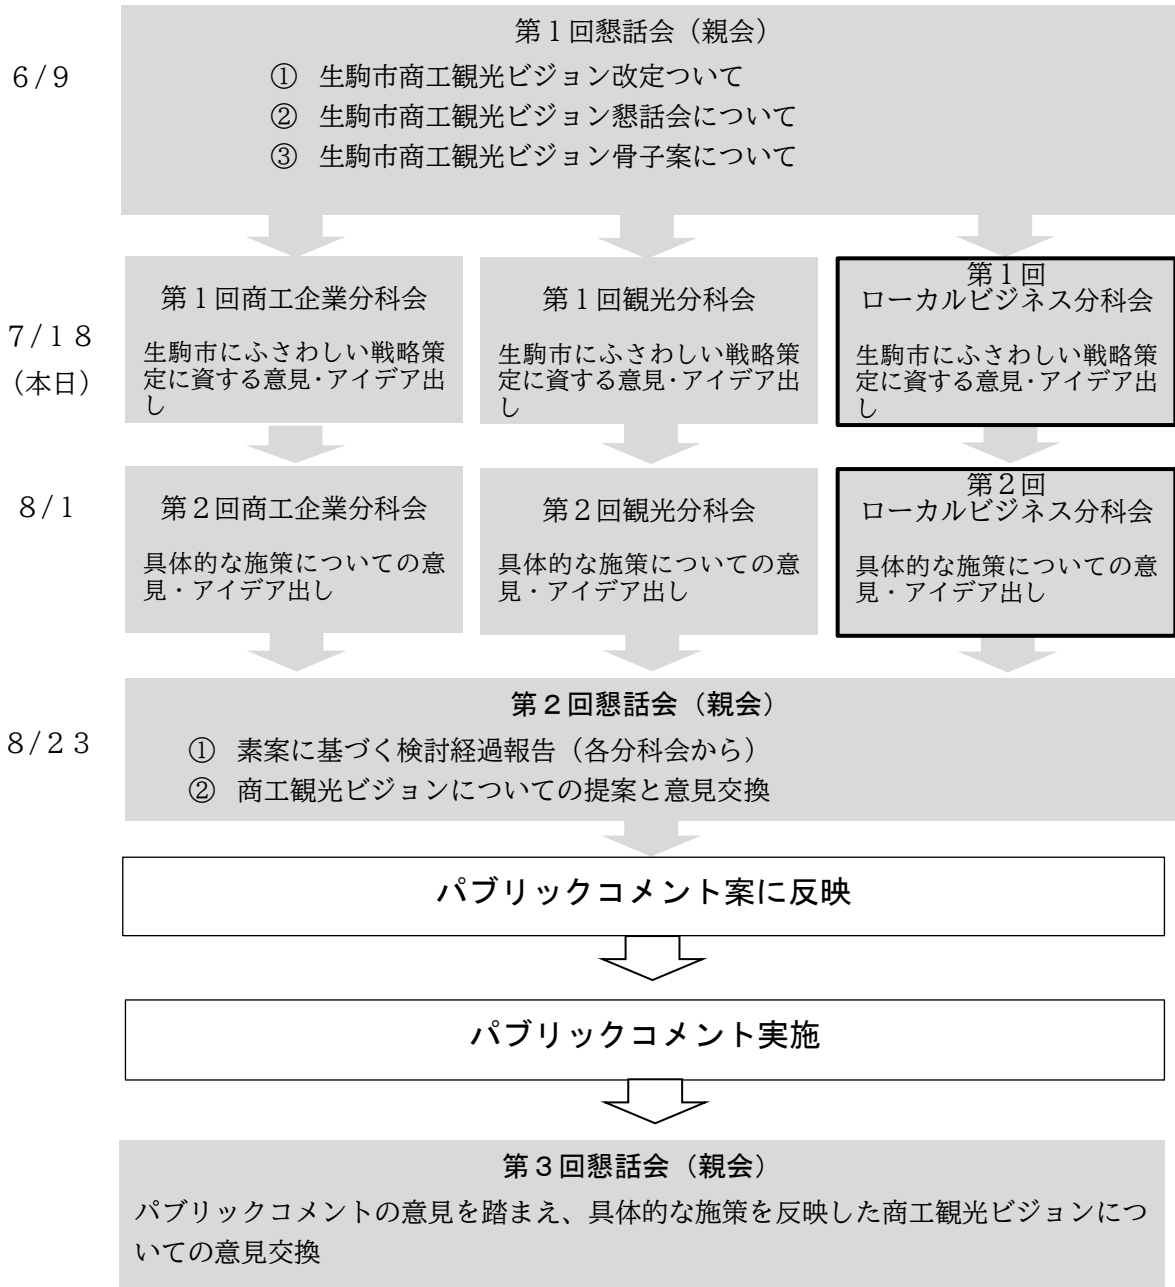 第１回懇話会（親会）
６/９
① 生駒市商工観光ビジョン改定ついて
② 生駒市商工観光ビジョン懇話会について
③ 生駒市商工観光ビジョン骨子案について
７/１８
（本日）
第１回商工企業分科会
生駒市にふさわしい戦略策
定に資する意見・アイデア出
し
第１回観光分科会
生駒市にふさわしい戦略策
定に資する意見・アイデア出
し
第１回
ローカルビジネス分科会
生駒市にふさわしい戦略策
定に資する意見・アイデア出
し
８/１
第２回商工企業分科会
具体的な施策についての意
見・アイデア出し
第２回観光分科会
具体的な施策についての意
見・アイデア出し
第２回
ローカルビジネス分科会
具体的な施策についての意
見・アイデア出し
８/２３
第２回懇話会（親会）
① 素案に基づく検討経過報告（各分科会から）
② 商工観光ビジョンについての提案と意見交換
パブリックコメント案に反映
パブリックコメント実施
第３回懇話会（親会）
パブリックコメントの意見を踏まえ、具体的な施策を反映した商工観光ビジョンにつ
いての意見交換